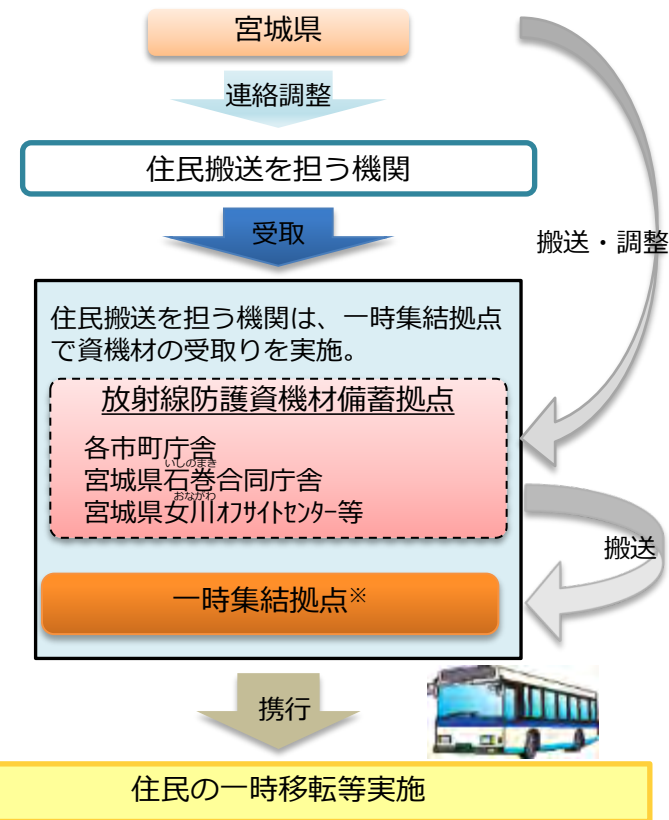 宮城県
連絡調整
住民搬送を担う機関
受取
搬送・調整
住民搬送を担う機関は、一時集結拠点
で資機材の受取りを実施。
放射線防護資機材備蓄拠点
各市町庁舎
いしのまき
宮城県石巻合同庁舎
おながわ
宮城県女川ｵﾌｻｲﾄｾﾝﾀｰ等
搬送
一時集結拠点※
携行
住民の一時移転等実施